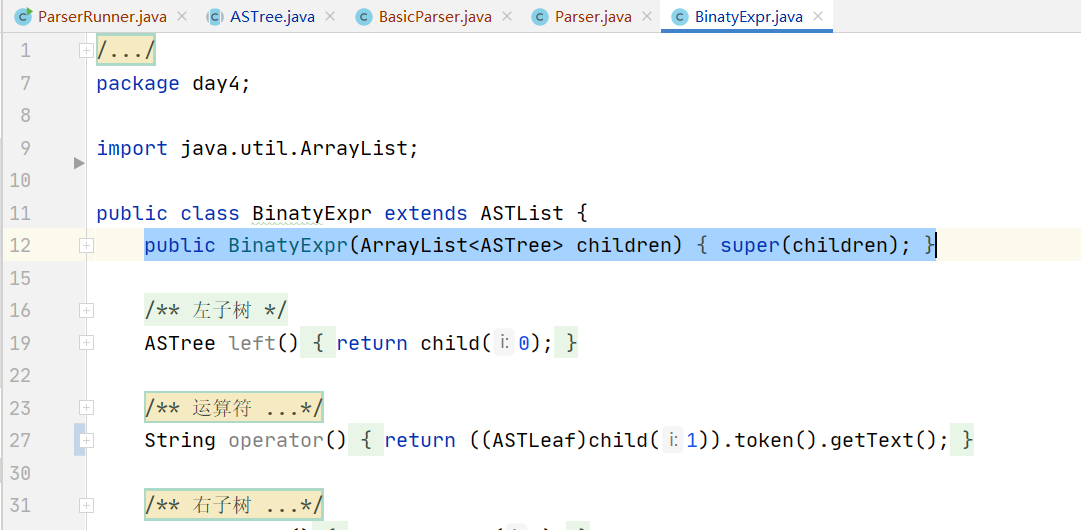 ParserRunner.java ASTree.java BasicParser.java Parser.java BinatyExpr.java
1 /.../
7 package day4;
8
9 import java.util.ArrayList;
10
11 public class BinatyExpr extends ASTList {
12 public BinatyExpr(ArrayList<ASTree> children) { super(children); }
15
16 /** 左子树 */
19 ASTree left() { return child( i: 0); }
22
23 /** 运算符 ...*/
27 String operator() { return ((ASTLeaf)child( i: 1)).token().getText(); }
30
31 /** 右子树 ...*/